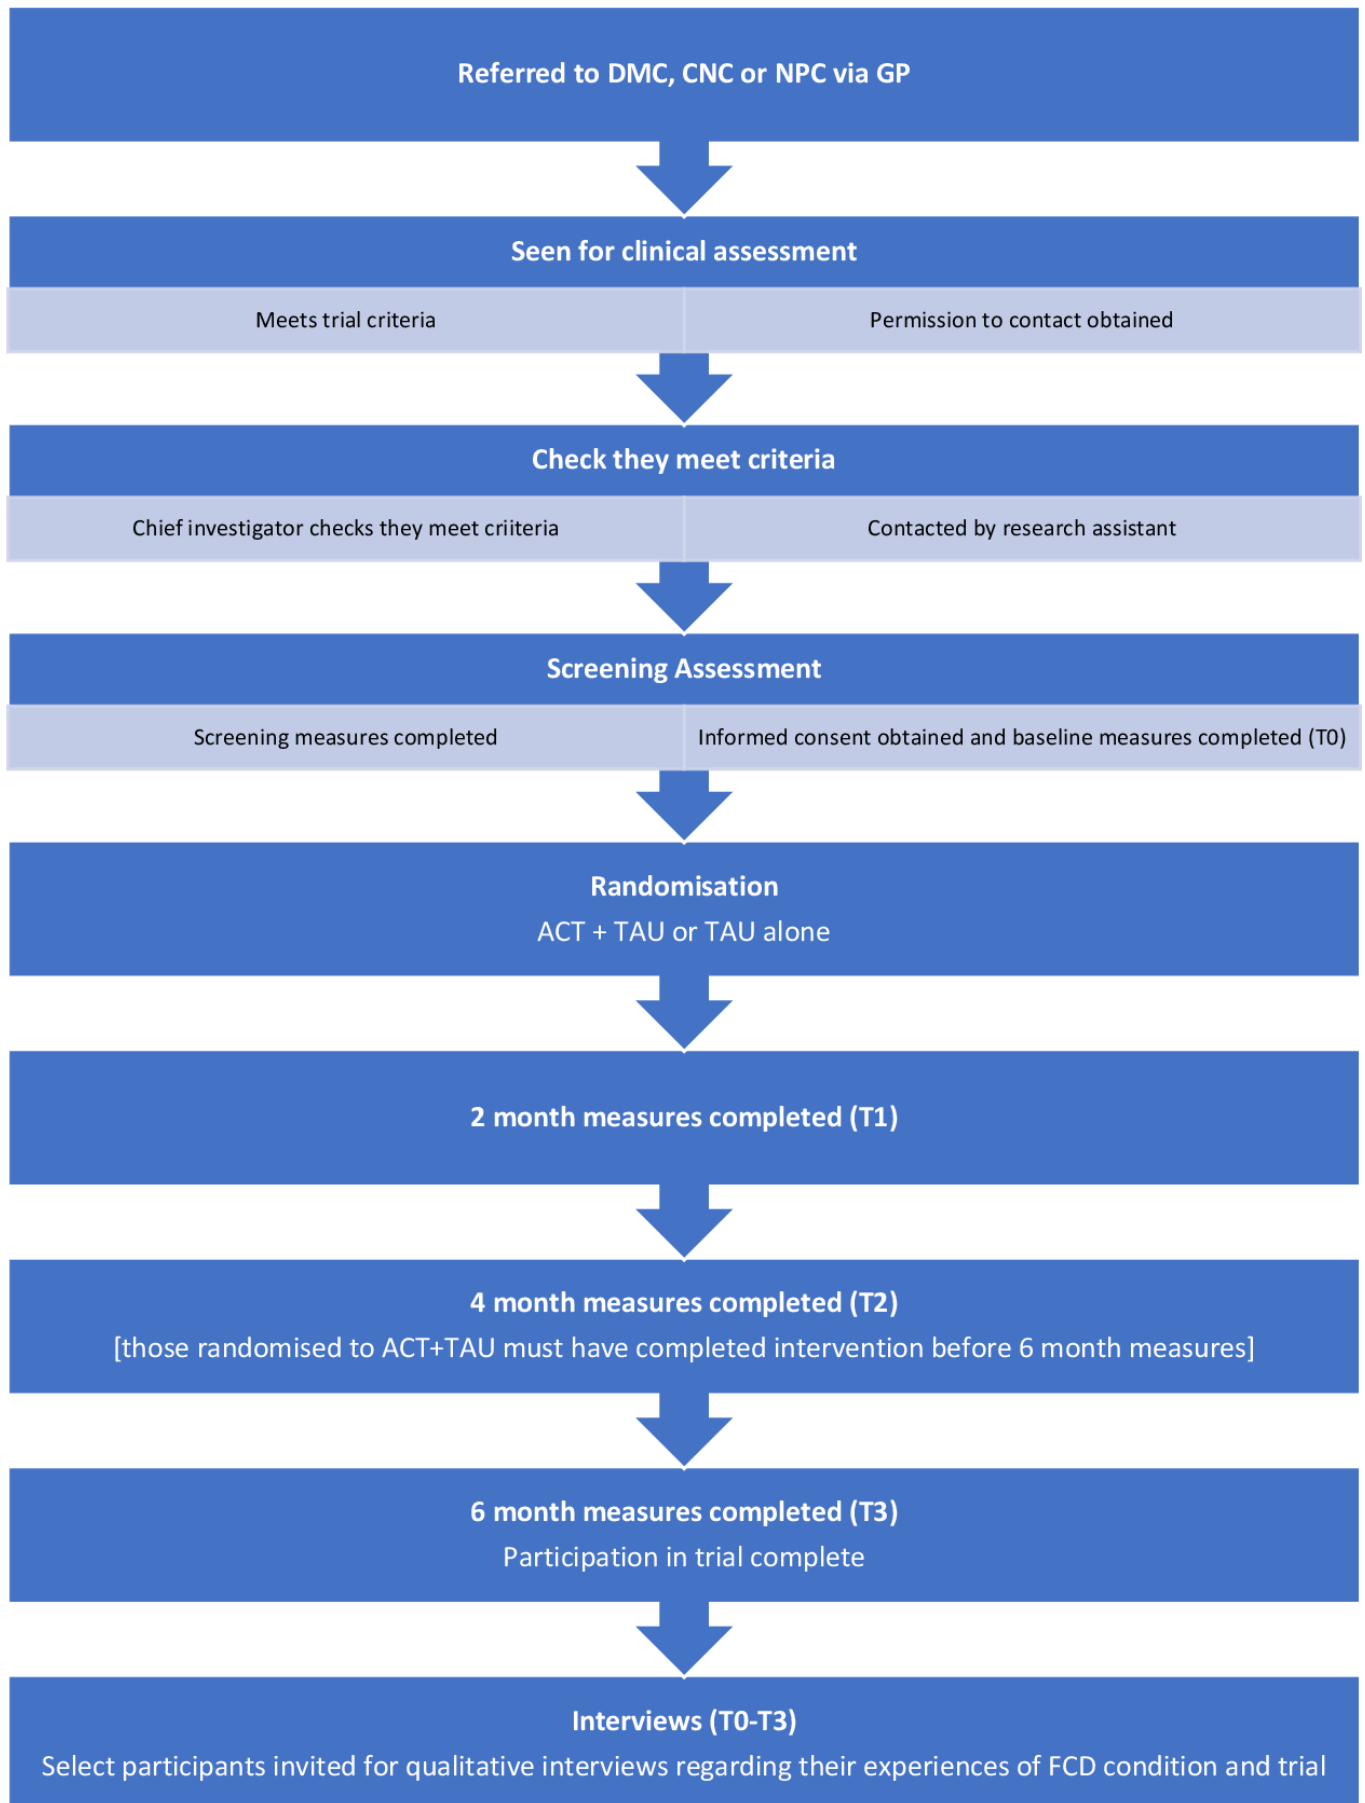 Referred to DMC, CNC or NPC via GP
Seen for clinical assessment
Meets trial criteria
Permission to contact obtained
Check they meet criteria
Chief investigator checks they meet criiteria
Contacted by research assistant
Screening Assessment
Screening measures completed
Informed consent obtained and baseline measures completed (T0)
Randomisation
ACT + TAU or TAU alone
2 month measures completed (T1)
4 month measures completed (T2)
[those randomised to ACT+TAU must have completed intervention before 6 month measures]
6 month measures completed (T3)
Participation in trial complete
Interviews (T0-T3)
Select participants invited for qualitative interviews regarding their experiences of FCD condition and trial